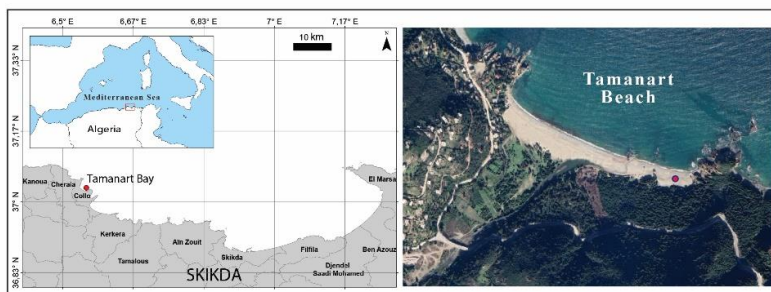 6,5° E
6,67° E
6,83° E
7° E
7,17° E
10 km
N
37,33° N
37,17° N
37° N
36,83° N
Mediterranean Sea
Algeria
Tamanart Bay
Kanoua
Cheraia
Collo
El Marsa
Kerkera
Ain Zouit
Skikda
Filfila
Ben Azouz
Tamalous
Djendel
Saadi Mohamed
SKIKDA
Tamanart
Beach